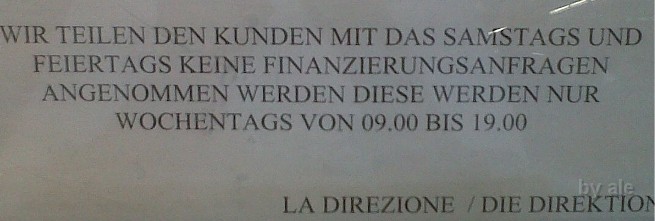 WIR TEILEN DEN KUNDEN MIT DAS SAMSTAGS UND
FEIERTAGS KEINE FINANZIERUNGSANFRAGEN
ANGENOMMEN WERDEN DIESE WERDEN NUR
WOCHENTAGS VON 09.00 BIS 19.00
by ale
LA DIREZIONE / DIE DIREKTION